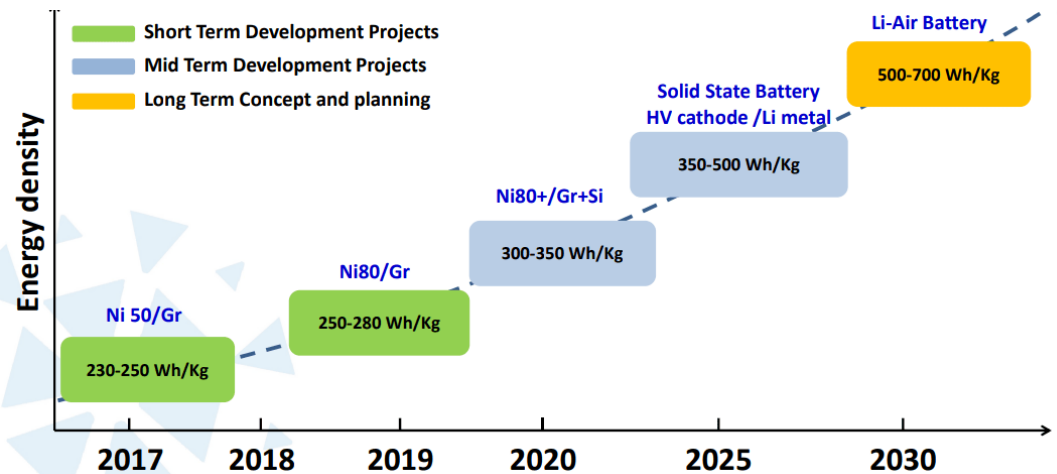 Short Term Development Projects
Mid Term Development Projects
Long Term Concept and planning
Energy density
Li-Air Battery
500-700 Wh/Kg
Solid State Battery
HV cathode /Li metal
350-500 Wh/Kg
Ni80+/Gr+Si
300-350 Wh/Kg
Ni80/Gr
250-280 Wh/Kg
Ni 50/Gr
230-250 Wh/Kg
2017 2018 2019 2020 2025 2030